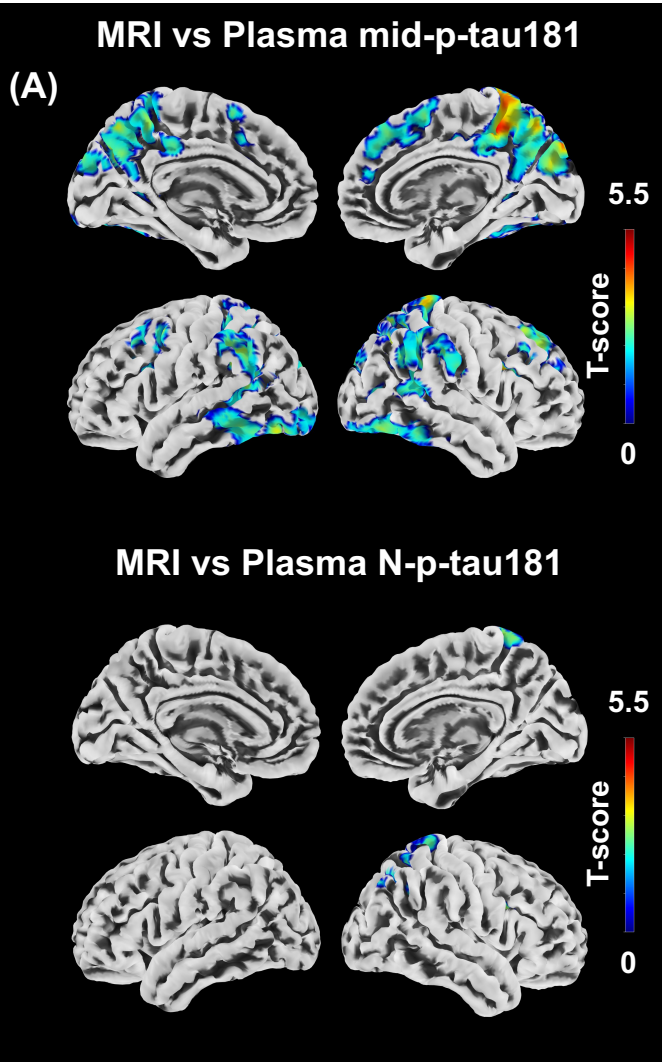 MRI vs Plasma mid-p-tau181
(A)
5.5
T-score
0
MRI vs Plasma N-p-tau181
5.5
T-score
0